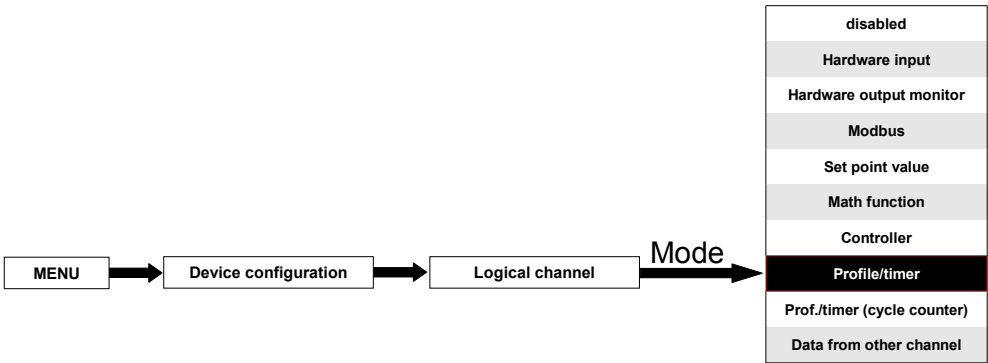 disabled
Hardware input
Hardware output monitor
Modbus
Set point value
Math function
Controller
MENU
Device configuration
Logical channel
Mode
Profile/timer
Prof./timer (cycle counter)
Data from other channel